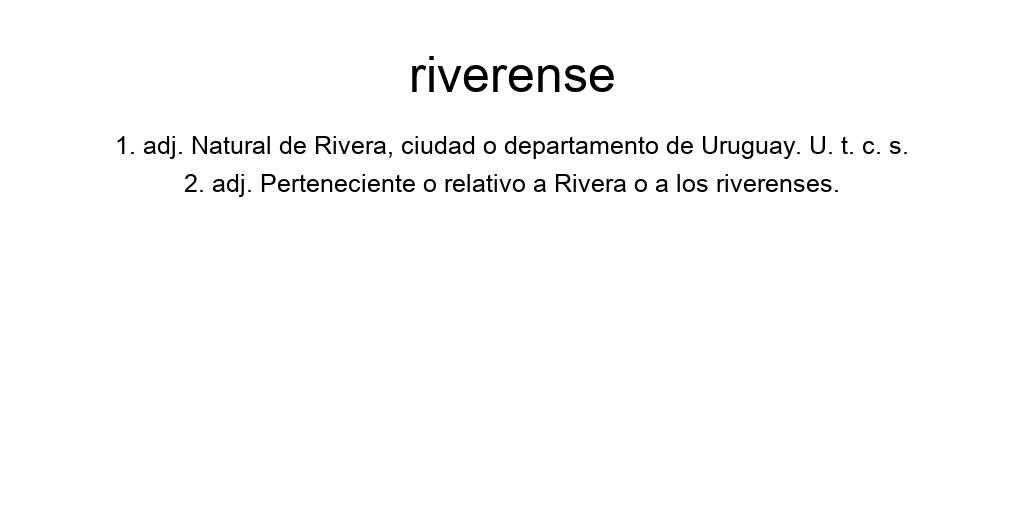 riverense
1. adj. Natural de Rivera, ciudad o departamento de Uruguay. U. t. c. s.
2. adj. Perteneciente o relativo a Rivera o a los riverenses.